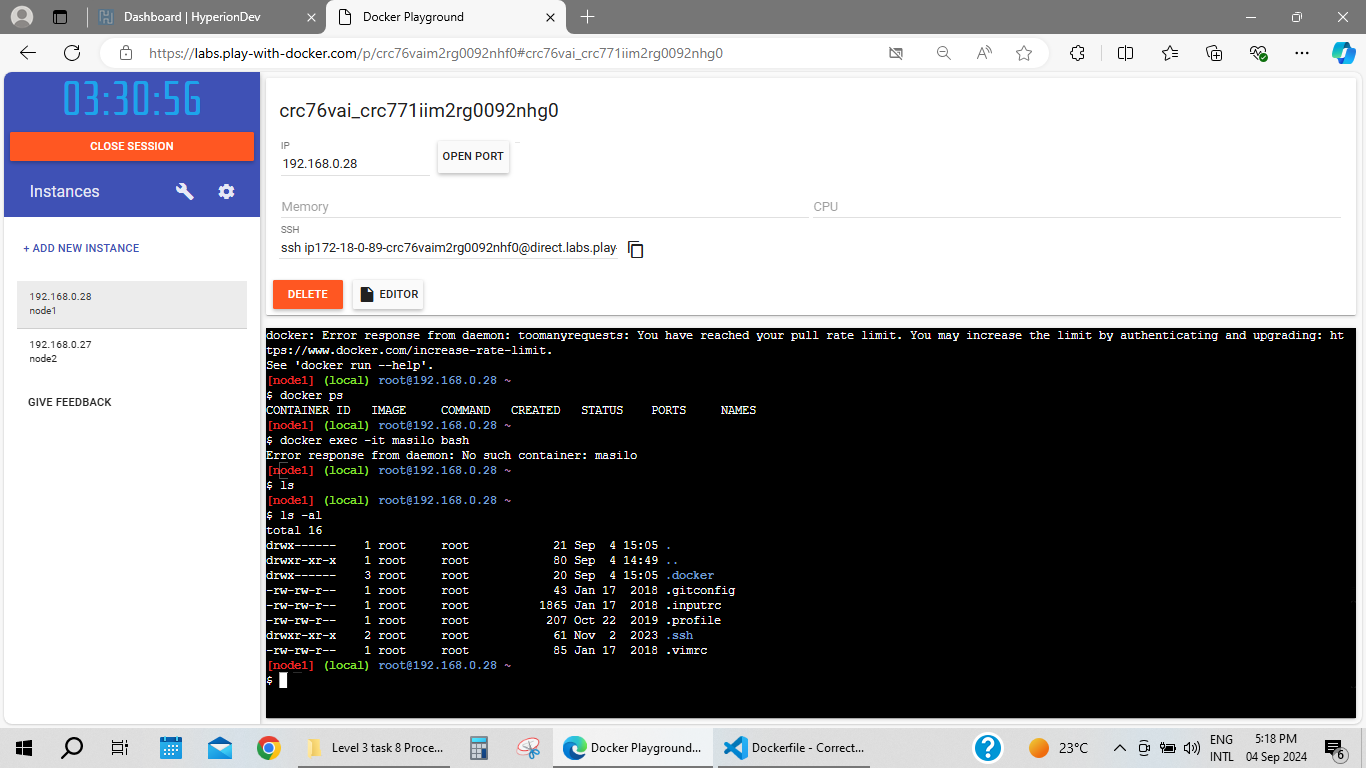 Dashboard | HyperionDev
Docker Playground
https://labs.play-with-docker.com/p/crc76vaim2rg0092nhf0#crc76vai_crc771iim2rg0092nhg0
03:30:56
CLOSE SESSION
Instances
+ ADD NEW INSTANCE
192.168.0.28
node1
192.168.0.27
node2
GIVE FEEDBACK
crc76vai_crc771iim2rg0092nhg0
IP
192.168.0.28
OPEN PORT
Memory
CPU
SSH
ssh ip172-18-0-89-crc76vaim2rg0092nhf0@direct.labs.play-
DELETE
EDITOR
docker: Error response from daemon: toomanyrequests: You have reached your pull rate limit. You may increase the limit by authenticating and upgrading: ht
tps://www.docker.com/increase-rate-limit.
See 'docker run --help'.
[node1] (local) root@192.168.0.28 ~
$ docker ps
CONTAINER ID   IMAGE     COMMAND   CREATED   STATUS    PORTS     NAMES
[node1] (local) root@192.168.0.28 ~
$ docker exec -it masilo bash
Error response from daemon: No such container: masilo
[node1] (local) root@192.168.0.28 ~
$ ls
[node1] (local) root@192.168.0.28 ~
$ ls -al
total 16
drwx------    1 root     root            21 Sep  4 15:05 .
drwxr-xr-x    1 root     root            80 Sep  4 14:49 ..
drwx------    3 root     root            20 Sep  4 15:05 .docker
-rw-rw-r--    1 root     root            43 Jan 17  2018 .gitconfig
-rw-rw-r--    1 root     root          1865 Jan 17  2018 .inputrc
-rw-rw-r--    1 root     root           207 Oct 22  2019 .profile
drwxr-xr-x    2 root     root            61 Nov  2  2023 .ssh
-rw-rw-r--    1 root     root            85 Jan 17  2018 .vimrc
[node1] (local) root@192.168.0.28 ~
$
Level 3 task 8 Proce...
Docker Playground...
Dockerfile - Correct...
23°C
ENG
INTL
5:18 PM
04 Sep 2024
6